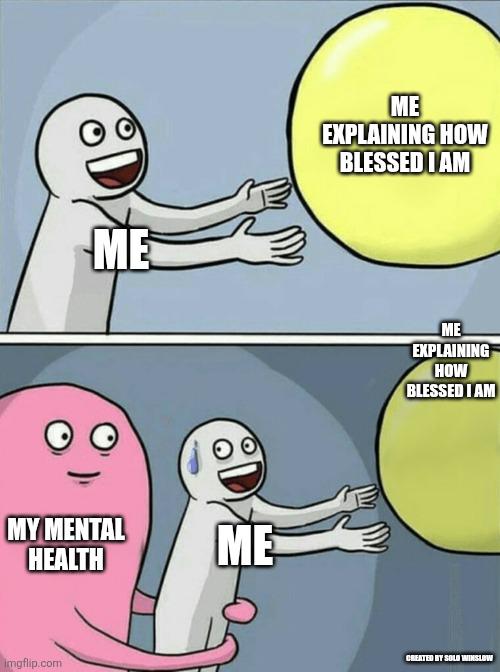 ME
EXPLAINING HOW
BLESSED I AM
ME
ME
EXPLAINING
HOW
BLESSED I AM
MY MENTAL
HEALTH
ME
CREATED BY SOLO WINSLOW
imgflip.com